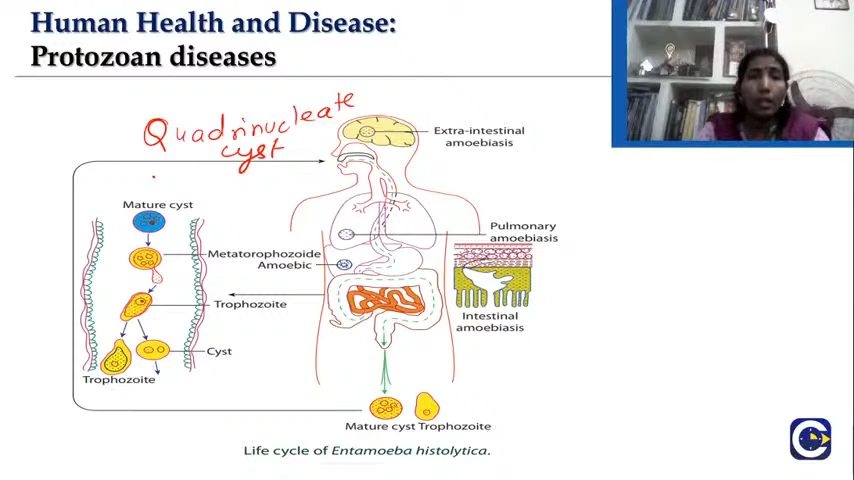 Human Health and Disease:
Protozoan diseases
Quadrinucleate
cyst
Extra-intestinal
amoebiasis
Mature cyst
Pulmonary
amoebiasis
Metatorophozoide
Amoebic
Trophozoite
Intestinal
amoebiasis
Cyst
Trophozoite
Mature cyst Trophozoite
Life cycle of Entamoeba histolytica.